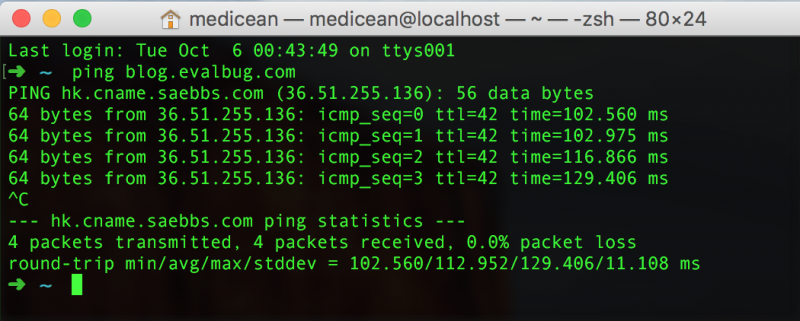 medicean — medicean@localhost — ~ — -zsh — 80×24
Last login: Tue Oct  6 00:43:49 on ttys001
[➜  ~  ping blog.evalbug.com
PING hk.cname.saebbs.com (36.51.255.136): 56 data bytes
64 bytes from 36.51.255.136: icmp_seq=0 ttl=42 time=102.560 ms
64 bytes from 36.51.255.136: icmp_seq=1 ttl=42 time=102.975 ms
64 bytes from 36.51.255.136: icmp_seq=2 ttl=42 time=116.866 ms
64 bytes from 36.51.255.136: icmp_seq=3 ttl=42 time=129.406 ms
^C
--- hk.cname.saebbs.com ping statistics ---
4 packets transmitted, 4 packets received, 0.0% packet loss
round-trip min/avg/max/stddev = 102.560/112.952/129.406/11.108 ms
➜  ~